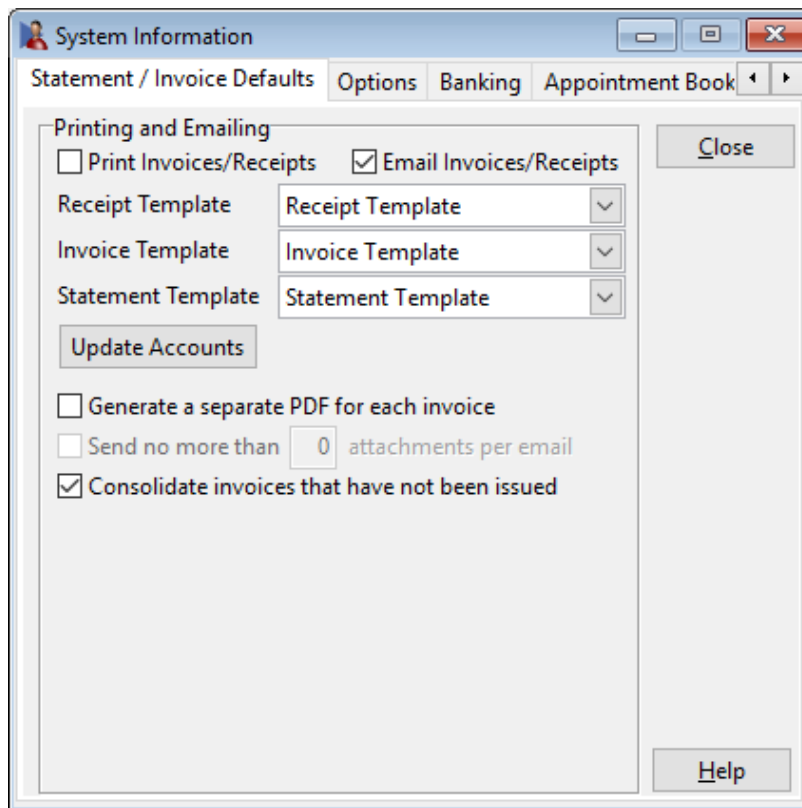 System Information
Statement / Invoice Defaults Options Banking Appointment Book
Printing and Emailing
Print Invoices/Receipts Email Invoices/Receipts Close
Receipt Template Receipt Template
Invoice Template Invoice Template
Statement Template Statement Template
Update Accounts
Generate a separate PDF for each invoice
Send no more than 0 attachments per email
Consolidate invoices that have not been issued
Help